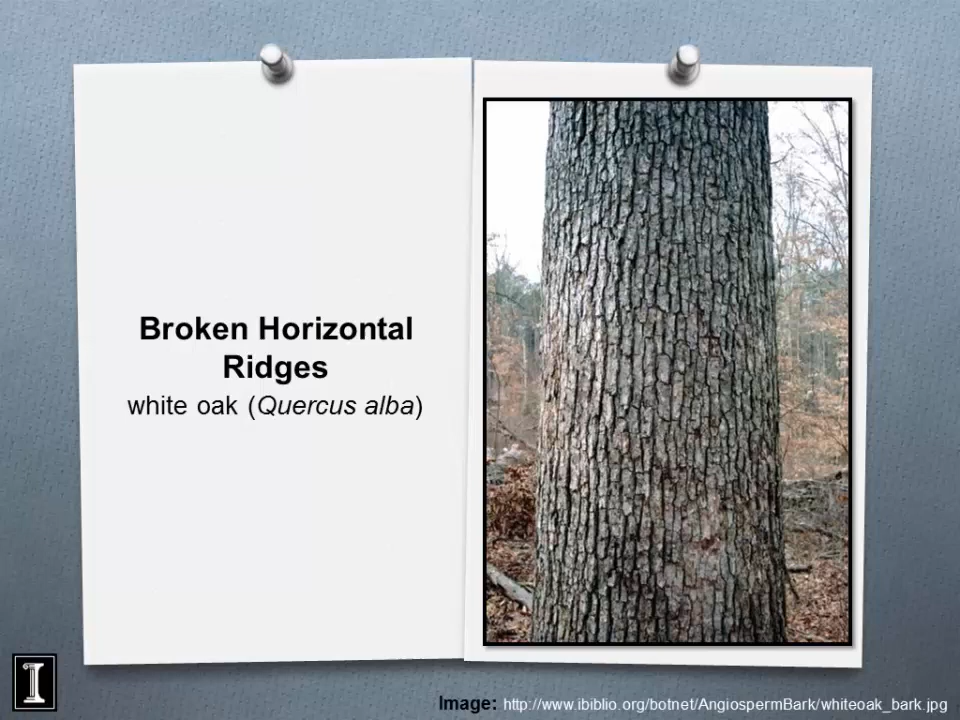 Broken Horizontal
Ridges
white oak (Quercus alba)
Image: http://www.ibiblio.org/botnet/AngiospermBark/whiteoak_bark.jpg